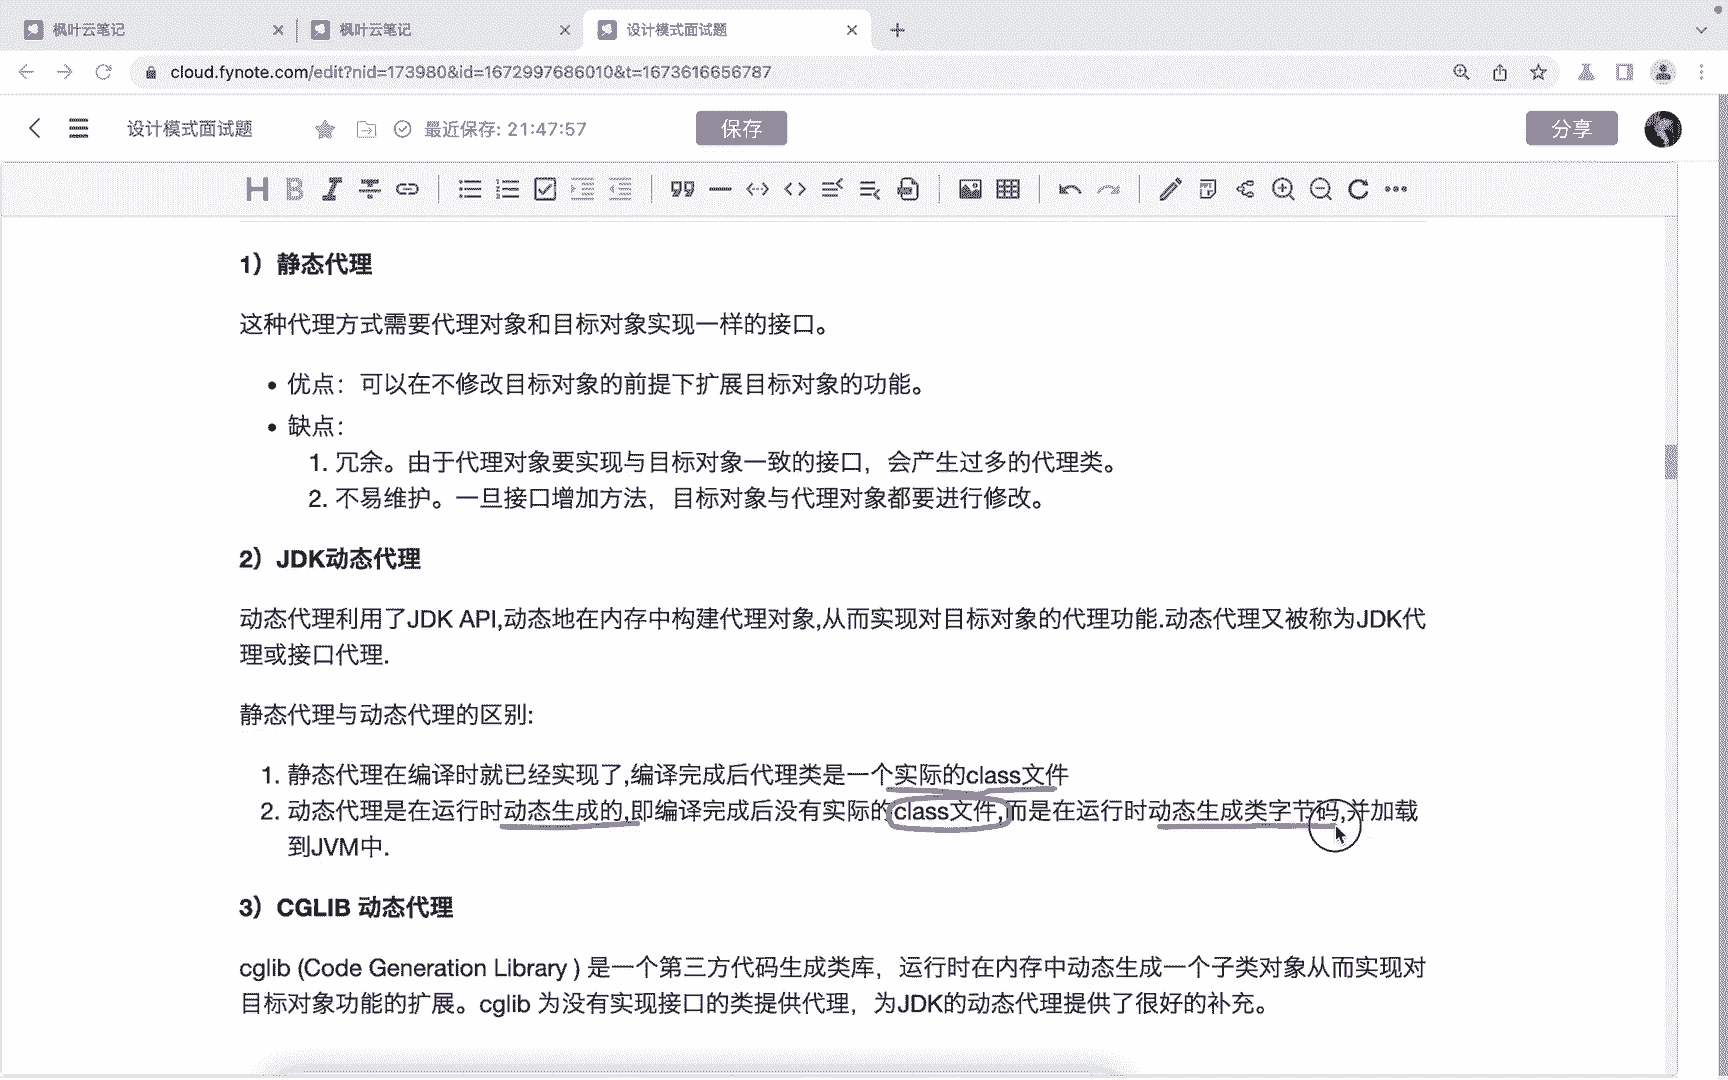 枫叶云笔记
枫叶云笔记
设计模式面试题
cloud.fynote.com/edit?nid=173980&id=1672997686010&t=1673616656787
设计模式面试题
最近保存: 21:47:57
保存
分享
H B I
1）静态代理
这种代理方式需要代理对象和目标对象实现一样的接口。
• 优点：可以在不修改目标对象的前提下扩展目标对象的功能。
• 缺点：
1. 冗余。由于代理对象要实现与目标对象一致的接口，会产生过多的代理类。
2. 不易维护。一旦接口增加方法，目标对象与代理对象都要进行修改。
2）JDK动态代理
动态代理利用了JDK API,动态地在内存中构建代理对象,从而实现对目标对象的代理功能.动态代理又被称为JDK代
理或接口代理.
静态代理与动态代理的区别:
1. 静态代理在编译时就已经实现了,编译完成后代理类是一个实际的class文件
2. 动态代理是在运行时动态生成的,即编译完成后没有实际的class文件,而是在运行时动态生成类字节码,并加载
到JVM中.
3）CGLIB 动态代理
cglib (Code Generation Library ) 是一个第三方代码生成类库，运行时在内存中动态生成一个子类对象从而实现对
目标对象功能的扩展。cglib 为没有实现接口的类提供代理，为JDK的动态代理提供了很好的补充。